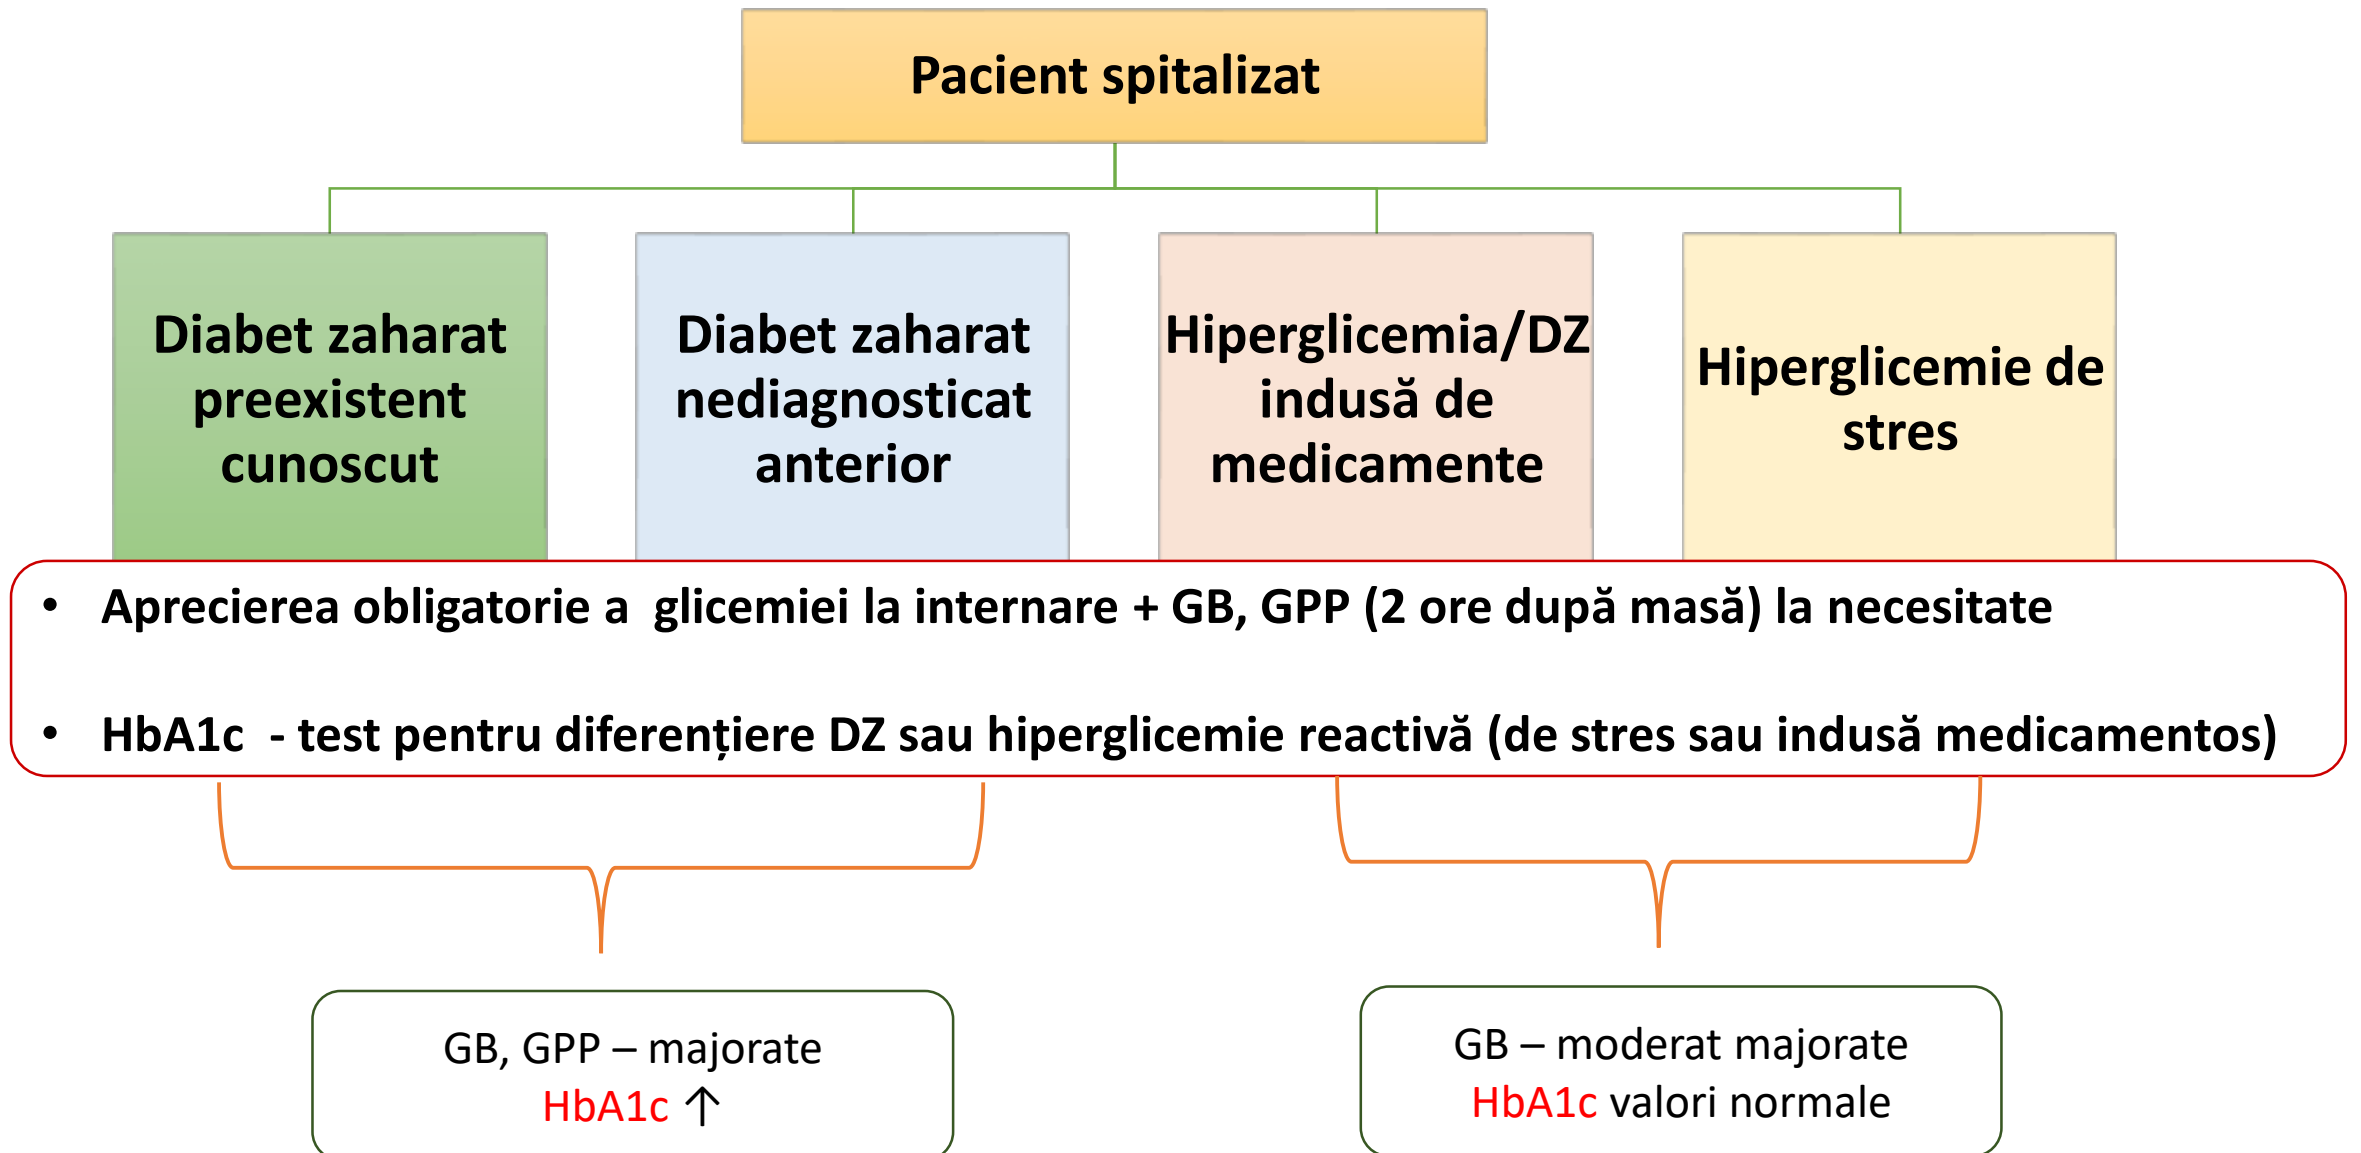 Pacient spitalizat
Diabet zaharat
preexistent
cunoscut
Diabet zaharat
nediagnosticat
anterior
Hiperglicemia/DZ
indusă de
medicamente
Hiperglicemie de
stres
• Aprecierea obligatorie a  glicemiei la internare + GB, GPP (2 ore după masă) la necesitate
• HbA1c  - test pentru diferențiere DZ sau hiperglicemie reactivă (de stres sau indusă medicamentos)
GB, GPP – majorate
HbA1c ↑
GB – moderat majorate
HbA1c valori normale